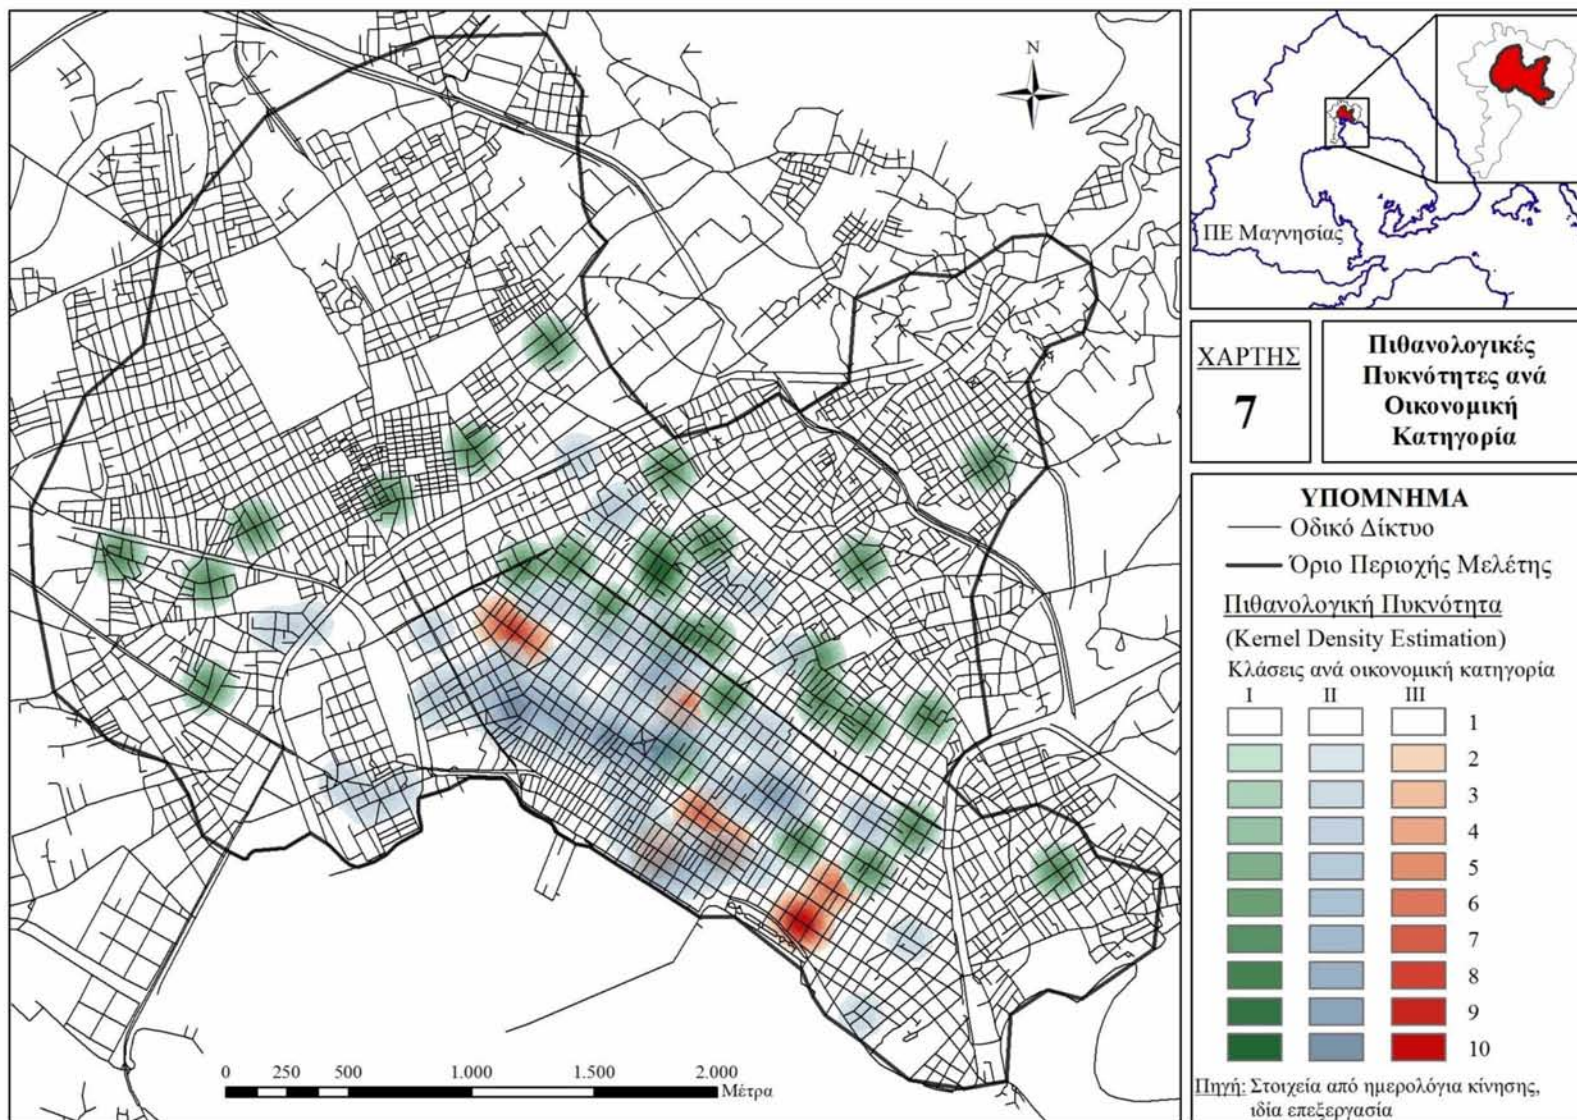 N
0 250 500 1.000 1.500 2.000
Μέτρα
ΠΕ Μαγνησίας
ΧΑΡΤΗΣ
7
Πιθανολογικές
Πυκνότητες ανά
Οικονομική
Κατηγορία
ΥΠΟΜΝΗΜΑ
Οδικό Δίκτυο
Όριο Περιοχής Μελέτης
Πιθανολογική Πυκνότητα
(Kernel Density Estimation)
Κλάσεις ανά οικονομική κατηγορία
I II III
1
2
3
4
5
6
7
8
9
10
Πηγή: Στοιχεία από ημερολόγια κίνησης,
ιδία επεξεργασία